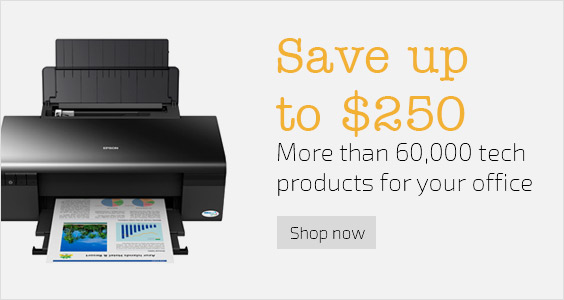 Save up
to $250
More than 60,000 tech
products for your office
Shop now
EPSON